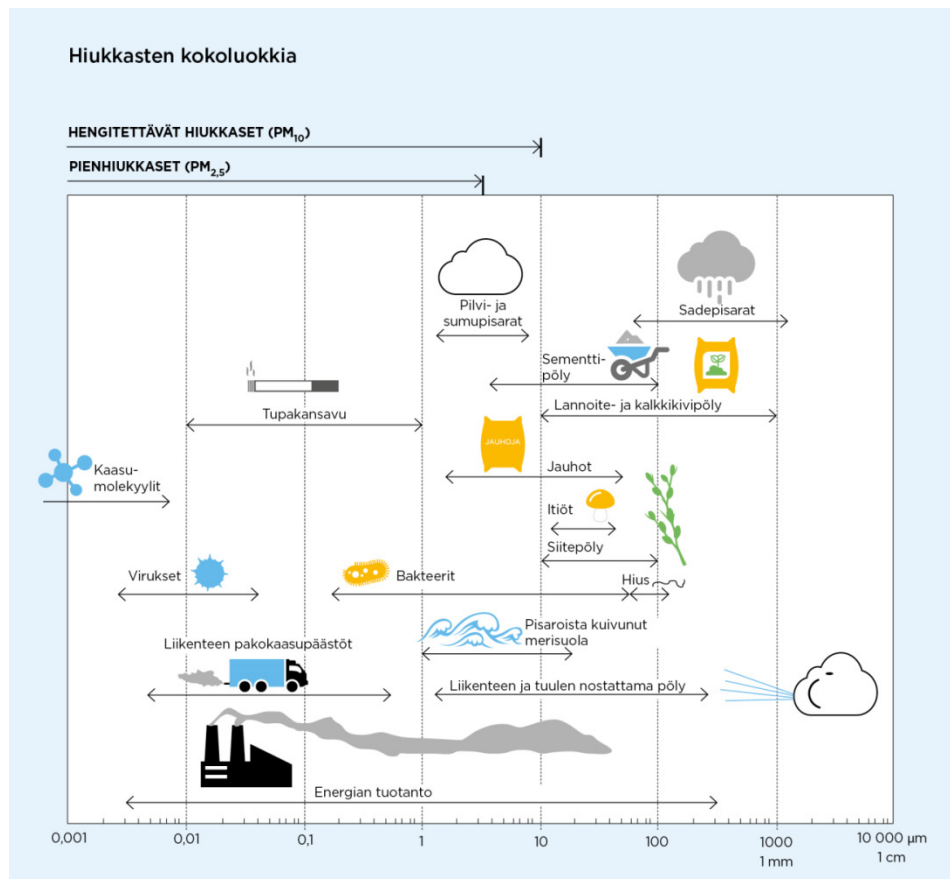 Hiukkasten kokoluokkia
HENGITETTÄVÄT HIUKKASET (PM10)
PIENHIUKKASET (PM2,5)
Pilvi- ja
sumupisarat
Sadepisarat
Sementti-
pöly
Tupakansavu
Lannoite- ja kalkkikivipöly
JAUHOJA
Kaasu-
molekyylit
Jauhot
Itiöt
Siitepöly
Virukset
Bakteerit
Hius
Pisaroista kuivunut
merisuola
Liikenteen pakokaasupäästöt
Liikenteen ja tuulen nostattama pöly
Energian tuotanto
0,001 0,01 0,1 1 10 100 1000 10 000 µm
1 mm 1 cm